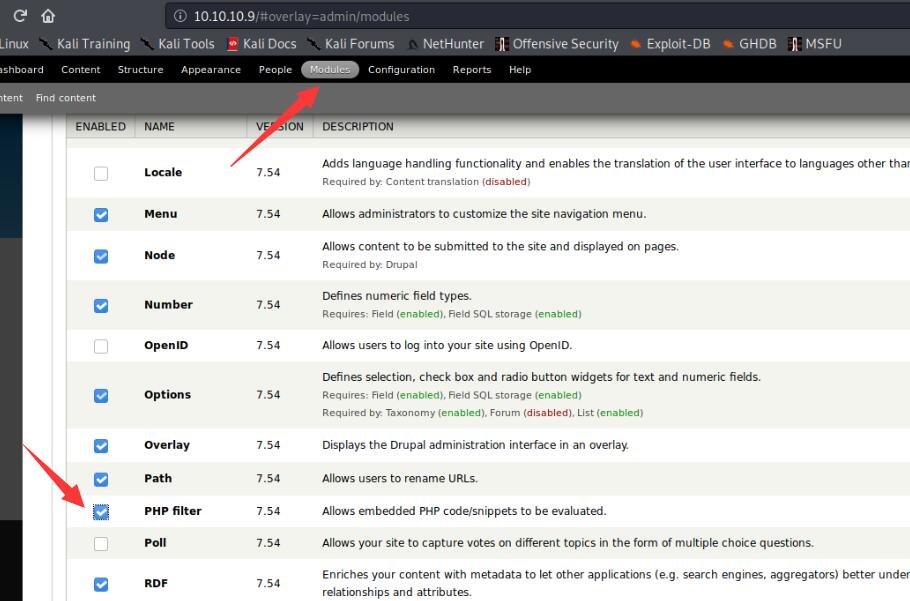 10.10.10.9/#overlay=admin/modules
Linux Kali Training Kali Tools Kali Docs Kali Forums NetHunter Offensive Security Exploit-DB GHDB MSFU
ashboard Content Structure Appearance People Modules Configuration Reports Help
ntent Find content
ENABLED NAME VERSION DESCRIPTION
Locale 7.54 Adds language handling functionality and enables the translation of the user interface to languages other than
Required by: Content translation (disabled)
Menu 7.54 Allows administrators to customize the site navigation menu.
Node 7.54 Allows content to be submitted to the site and displayed on pages.
Required by: Drupal
Number 7.54 Defines numeric field types.
Requires: Field (enabled), Field SQL storage (enabled)
OpenID 7.54 Allows users to log into your site using OpenID.
Options 7.54 Defines selection, check box and radio button widgets for text and numeric fields.
Requires: Field (enabled), Field SQL storage (enabled)
Required by: Taxonomy (enabled), Forum (disabled), List (enabled)
Overlay 7.54 Displays the Drupal administration interface in an overlay.
Path 7.54 Allows users to rename URLs.
PHP filter 7.54 Allows embedded PHP code/snippets to be evaluated.
Poll 7.54 Allows your site to capture votes on different topics in the form of multiple choice questions.
RDF 7.54 Enriches your content with metadata to let other applications (e.g. search engines, aggregators) better under
relationships and attributes.